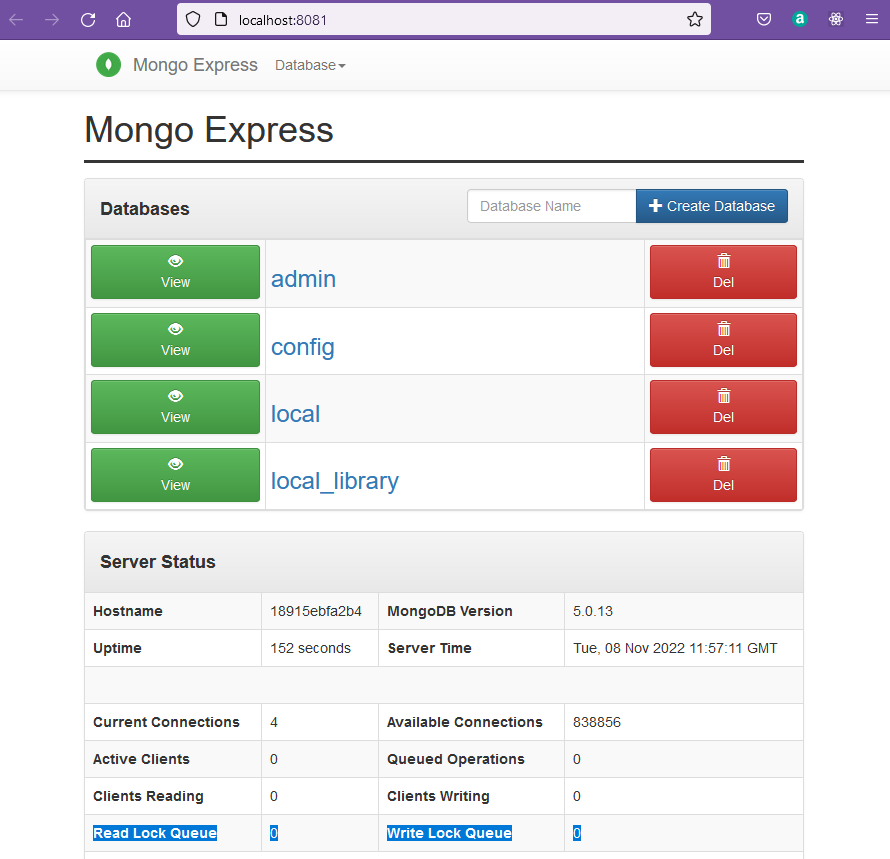 localhost:8081
Mongo Express Database
Mongo Express
Databases Database Name Create Database
View admin Del
View config Del
View local Del
View local_library Del
Server Status
Hostname 18915ebfa2b4 MongoDB Version 5.0.13
Uptime 152 seconds Server Time Tue, 08 Nov 2022 11:57:11 GMT
Current Connections 4 Available Connections 838856
Active Clients 0 Queued Operations 0
Clients Reading 0 Clients Writing 0
Read Lock Queue 0 Write Lock Queue 0